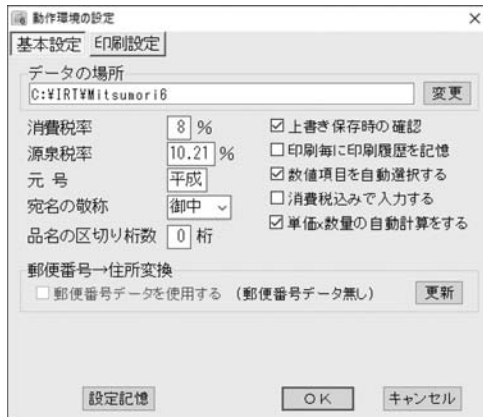 動作環境の設定
基本設定 印刷設定
データの場所
C:¥IRT¥Mitsumori6 変更
消費税率 8 % ☑上書き保存時の確認
源泉税率 10.21 % □印刷毎に印刷履歴を記憶
元 号 平成 ☑数値項目を自動選択する
宛名の敬称 御中 □消費税込みで入力する
品名の区切り桁数 0 桁 ☑単価×数量の自動計算をする
郵便番号→住所変換
□郵便番号データを使用する (郵便番号データ無し) 更新
設定記憶 OK キャンセル